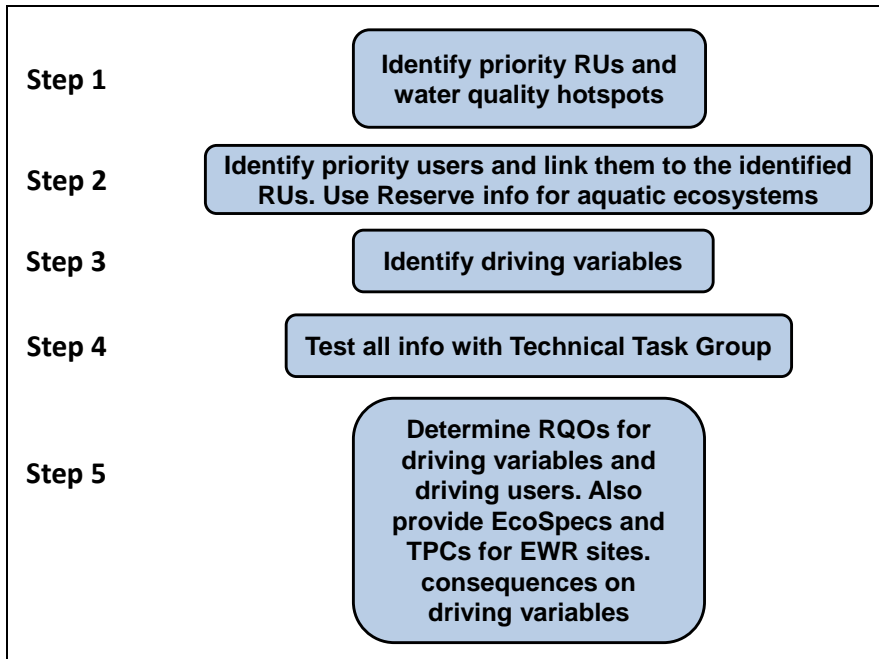 Step 1
Identify priority RUs and
water quality hotspots
Step 2
Identify priority users and link them to the identified
RUs. Use Reserve info for aquatic ecosystems
Step 3
Identify driving variables
Step 4
Test all info with Technical Task Group
Step 5
Determine RQOs for
driving variables and
driving users. Also
provide EcoSpecs and
TPCs for EWR sites.
consequences on
driving variables